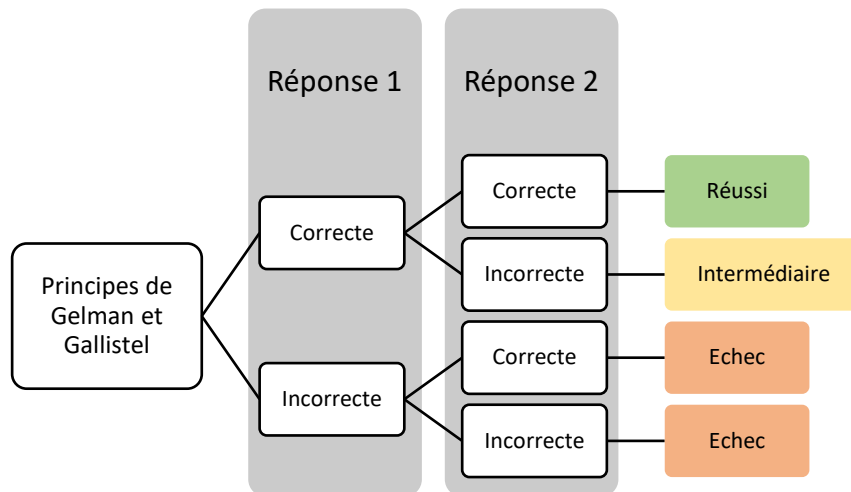 Réponse 1
Réponse 2
Correcte
Réussi
Correcte
Incorrecte
Intermédiaire
Principes de
Gelman et
Gallistel
Correcte
Echec
Incorrecte
Incorrecte
Echec